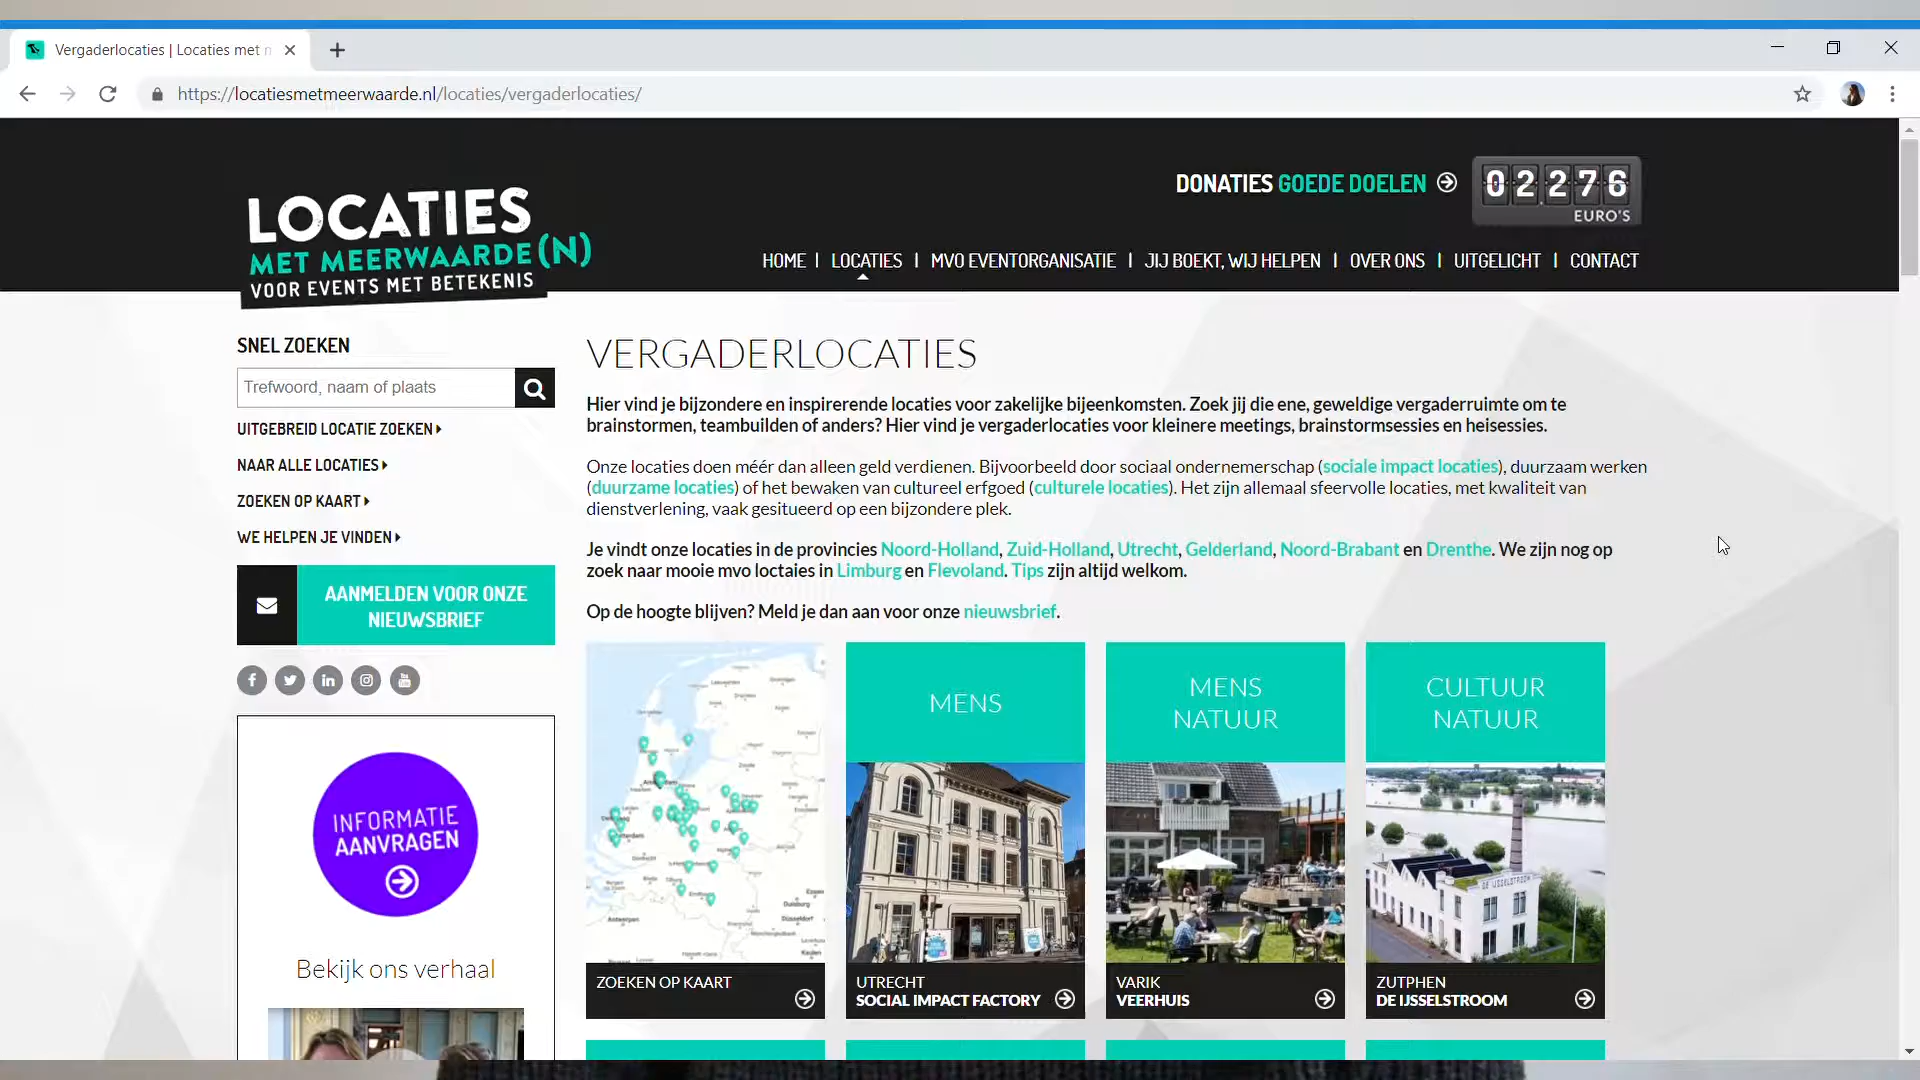 Vergaderlocaties | Locaties met n
https://locatiesmetmeerwaarde.nl/locaties/vergaderlocaties/
LOCATIES
MET MEERWAARDE(N)
VOOR EVENTS MET BETEKENIS
DONATIES GOEDE DOELEN
02.276
EURO'S
HOME | LOCATIES | MVO EVENTORGANISATIE | JIJ BOEKT, WIJ HELPEN | OVER ONS | UITGELICHT | CONTACT
SNEL ZOEKEN
Trefwoord, naam of plaats
UITGEBREID LOCATIE ZOEKEN
NAAR ALLE LOCATIES
ZOEKEN OP KAART
WE HELPEN JE VINDEN
AANMELDEN VOOR ONZE
NIEUWSBRIEF
INFORMATIE
AANVRAGEN
Bekijk ons verhaal
VERGADERLOCATIES
Hier vind je bijzondere en inspirerende locaties voor zakelijke bijeenkomsten. Zoek jij die ene, geweldige vergaderruimte om te
brainstormen, teambuilden of anders? Hier vind je vergaderlocaties voor kleinere meetings, brainstormsessies en heisessies.
Onze locaties doen méér dan alleen geld verdienen. Bijvoorbeeld door sociaal ondernemerschap (sociale impact locaties), duurzaam werken
(duurzame locaties) of het bewaken van cultureel erfgoed (culturele locaties). Het zijn allemaal sfeervolle locaties, met kwaliteit van
dienstverlening, vaak gesitueerd op een bijzondere plek.
Je vindt onze locaties in de provincies Noord-Holland, Zuid-Holland, Utrecht, Gelderland, Noord-Brabant en Drenthe. We zijn nog op
zoek naar mooie mvo loctaies in Limburg en Flevoland. Tips zijn altijd welkom.
Op de hoogte blijven? Meld je dan aan voor onze nieuwsbrief.
ZOEKEN OP KAART
MENS
UTRECHT
SOCIAL IMPACT FACTORY
MENS
NATUUR
VARIK
VEERHUIS
CULTUUR
NATUUR
DE IJSSELSTROOM
ZUTPHEN
DE IJSSELSTROOM